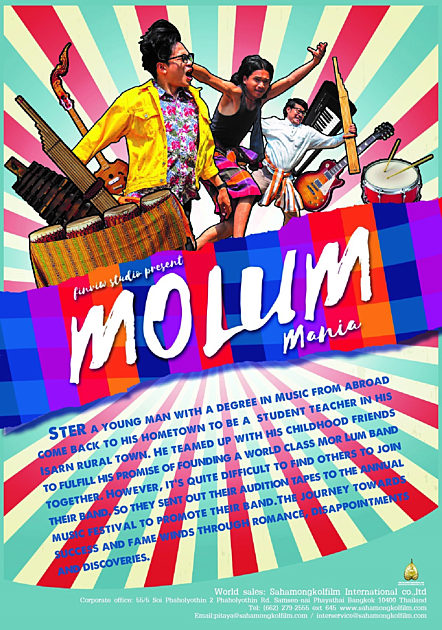 finview studio present
MOLUM
Mania
STER A YOUNG MAN WITH A DEGREE IN MUSIC FROM ABROAD
COME BACK TO HIS HOMETOWN TO BE A STUDENT TEACHER IN HIS
ISARN RURAL TOWN. HE TEAMED UP WITH HIS CHILDHOOD FRIENDS
TO FULFILL HIS PROMISE OF FOUNDING A WORLD CLASS MOR LUM BAND
TOGETHER. HOWEVER, IT'S QUITE DIFFICULT TO FIND OTHERS TO JOIN
THEIR BAND. SO THEY SENT OUT THEIR AUDITION TAPES TO THE ANNUAL
MUSIC FESTIVAL TO PROMOTE THEIR BAND.THE JOURNEY TOWARDS
SUCCESS AND FAME WINDS THROUGH ROMANCE, DISAPPOINTMENTS
AND DISCOVERIES.
World sales: Sahamongkolfilm International co.,ltd
Corporate office: 55/5 Soi Phaholyothin 2 Phaholyothin Rd. Samsen-nai Phayathai Bangkok 10400 Thailand
Tel: (662) 279-2555 ext 645 www.sahamongkolfilm.com
Email:pitaya@sahamongkolfilm.com / interservice@sahamongkolfilm.com